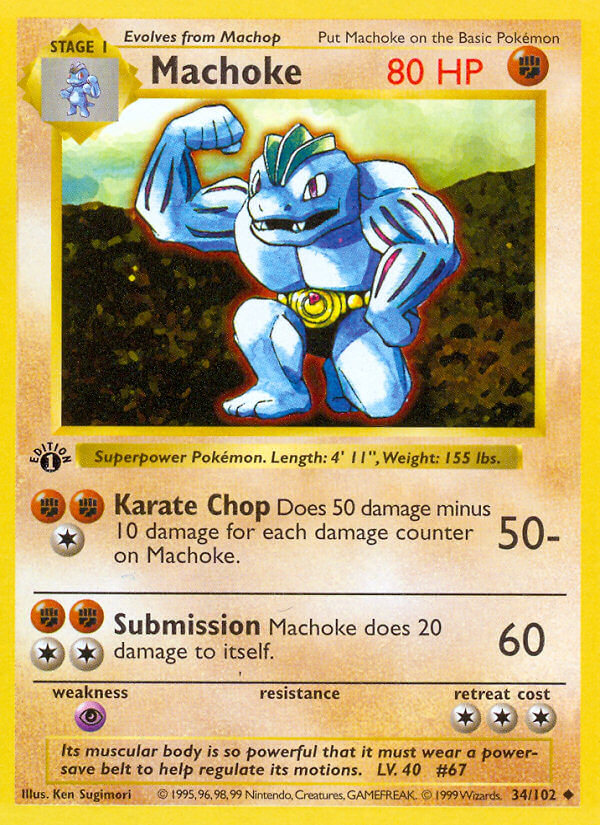 STAGE 1
Evolves from Machop
Put Machoke on the Basic Pokémon
Machoke
80 HP
EDITION
1
Superpower Pokémon. Length: 4' 11", Weight: 155 lbs.
Karate Chop Does 50 damage minus
10 damage for each damage counter
on Machoke.
50-
Submission Machoke does 20
damage to itself.
60
weakness
resistance
retreat cost
Its muscular body is so powerful that it must wear a power-
save belt to help regulate its motions. LV. 40 #67
Illus. Ken Sugimori
© 1995, 96, 98, 99 Nintendo, Creatures, GAMEFREAK. © 1999 Wizards.
34/102 ◆